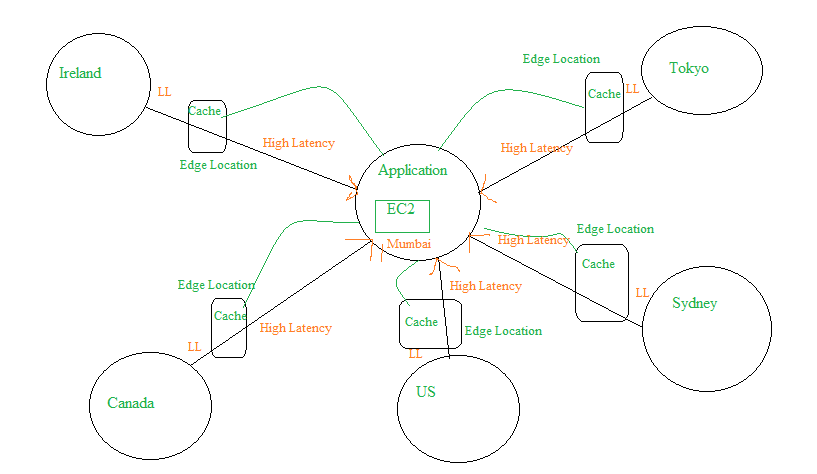 Ireland
LL
Cache
Edge Location
High Latency
Edge Location
Tokyo
Cache
LL
High Latency
Application
EC2
Mumbai
High Latency
Edge Location
Cache
LL
Sydney
Edge Location
Cache
High Latency
LL
Canada
High Latency
Cache
Edge Location
LL
US